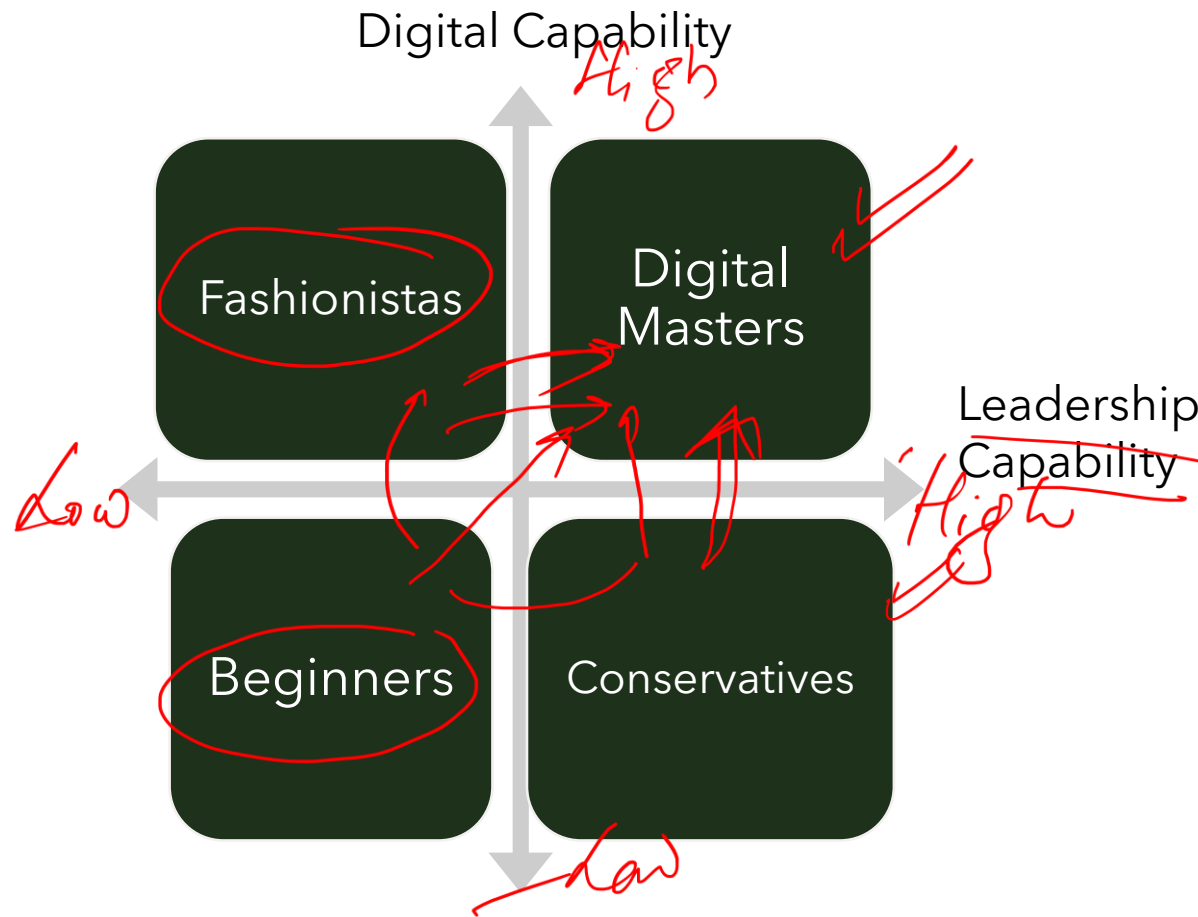 Digital Capability
High
Fashionistas
Digital
Masters
Leadership
Capability
Low
High
Beginners
Conservatives
Low